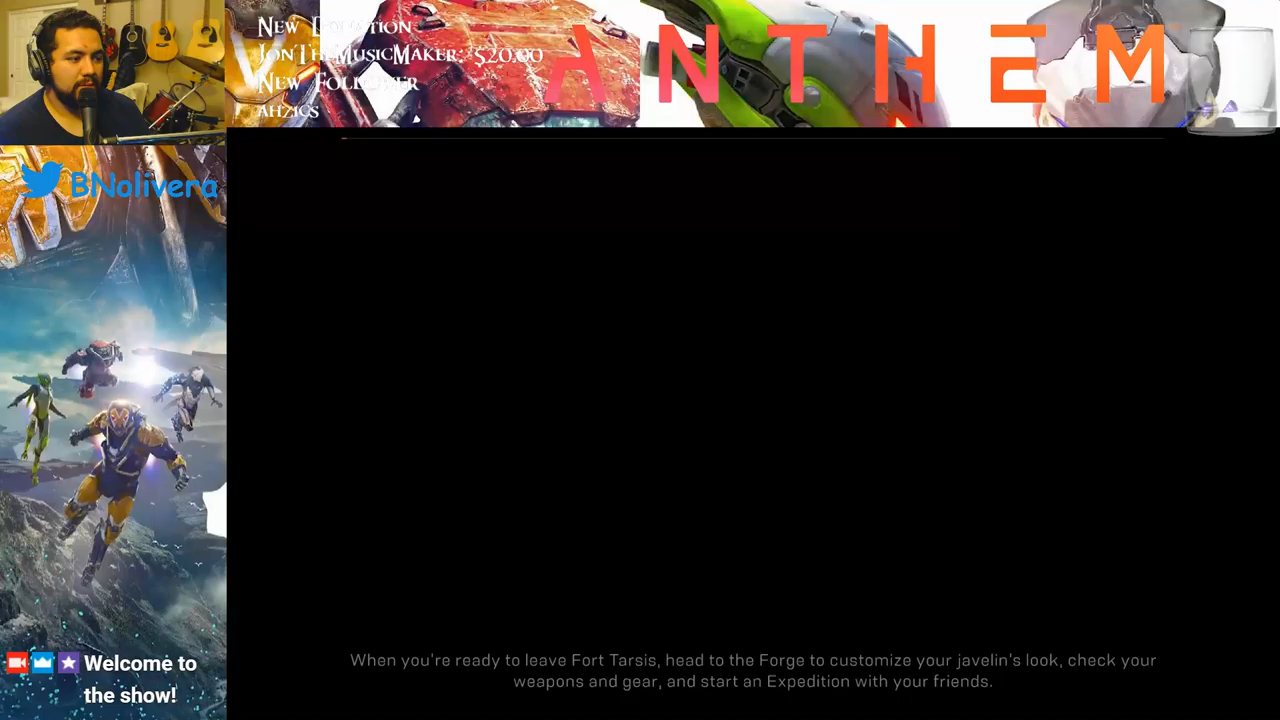 New Donation
JonTheMusicMaker: $20.00
New Follower
ahzics
ANTHEM
BNolivera
Welcome to
the show!
When you're ready to leave Fort Tarsis, head to the Forge to customize your javelin's look, check your
weapons and gear, and start an Expedition with your friends.